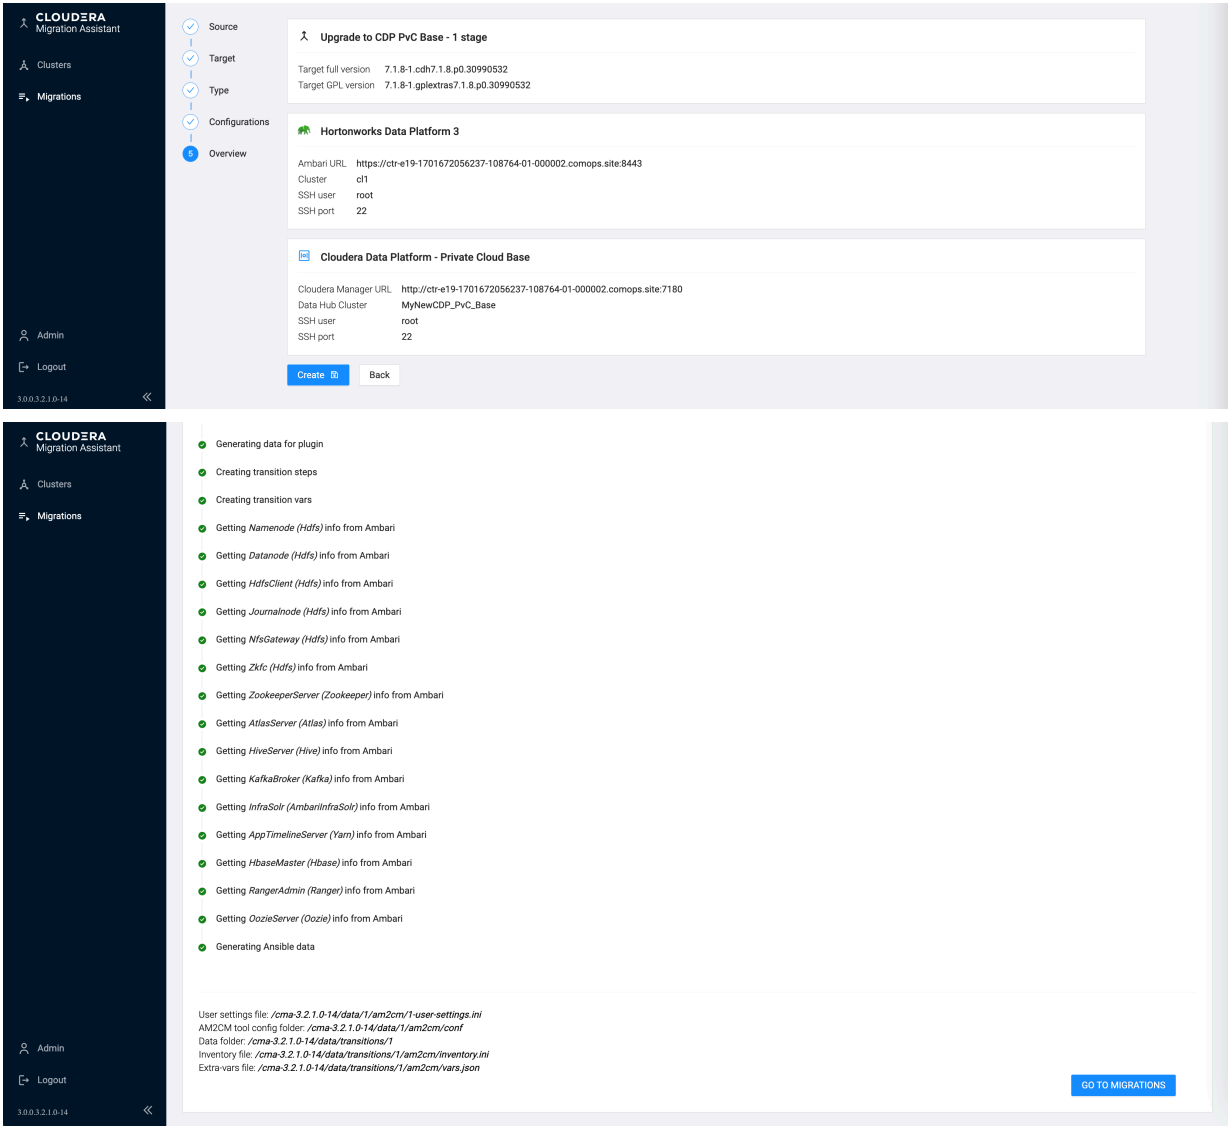 CLOUDERA
Migration Assistant
Clusters
Migrations
Admin
Logout
3.0.0.3.2.1.0-14
Source
Target
Type
Configurations
5 Overview
Upgrade to CDP PvC Base - 1 stage
Target full version 7.1.8-1.cdh7.1.8.p0.30990532
Target GPL version 7.1.8-1.gplextras7.1.8.p0.30990532
Hortonworks Data Platform 3
Ambari URL https://ctr-e19-1701672056237-108764-01-000002.comops.site:8443
Cluster cl1
SSH user root
SSH port 22
Cloudera Data Platform - Private Cloud Base
Cloudera Manager URL http://ctr-e19-1701672056237-108764-01-000002.comops.site:7180
Data Hub Cluster MyNewCDP_PvC_Base
SSH user root
SSH port 22
Create
Back
CLOUDERA
Migration Assistant
Clusters
Migrations
Admin
Logout
3.0.0.3.2.1.0-14
Generating data for plugin
Creating transition steps
Creating transition vars
Getting Namenode (Hdfs) info from Ambari
Getting Datanode (Hdfs) info from Ambari
Getting HdfsClient (Hdfs) info from Ambari
Getting Journalnode (Hdfs) info from Ambari
Getting NfsGateway (Hdfs) info from Ambari
Getting Zkfc (Hdfs) info from Ambari
Getting ZookeeperServer (Zookeeper) info from Ambari
Getting AtlasServer (Atlas) info from Ambari
Getting HiveServer (Hive) info from Ambari
Getting KafkaBroker (Kafka) info from Ambari
Getting InfraSolr (AmbariInfraSolr) info from Ambari
Getting AppTimelineServer (Yarn) info from Ambari
Getting HbaseMaster (Hbase) info from Ambari
Getting RangerAdmin (Ranger) info from Ambari
Getting OozieServer (Oozie) info from Ambari
Generating Ansible data
User settings file: /cma-3.2.1.0-14/data/1/am2cm/1-user-settings.ini
AM2CM tool config folder: /cma-3.2.1.0-14/data/1/am2cm/conf
Data folder: /cma-3.2.1.0-14/data/transitions/1
Inventory file: /cma-3.2.1.0-14/data/transitions/1/am2cm/inventory.ini
Extra-vars file: /cma-3.2.1.0-14/data/transitions/1/am2cm/vars.json
GO TO MIGRATIONS